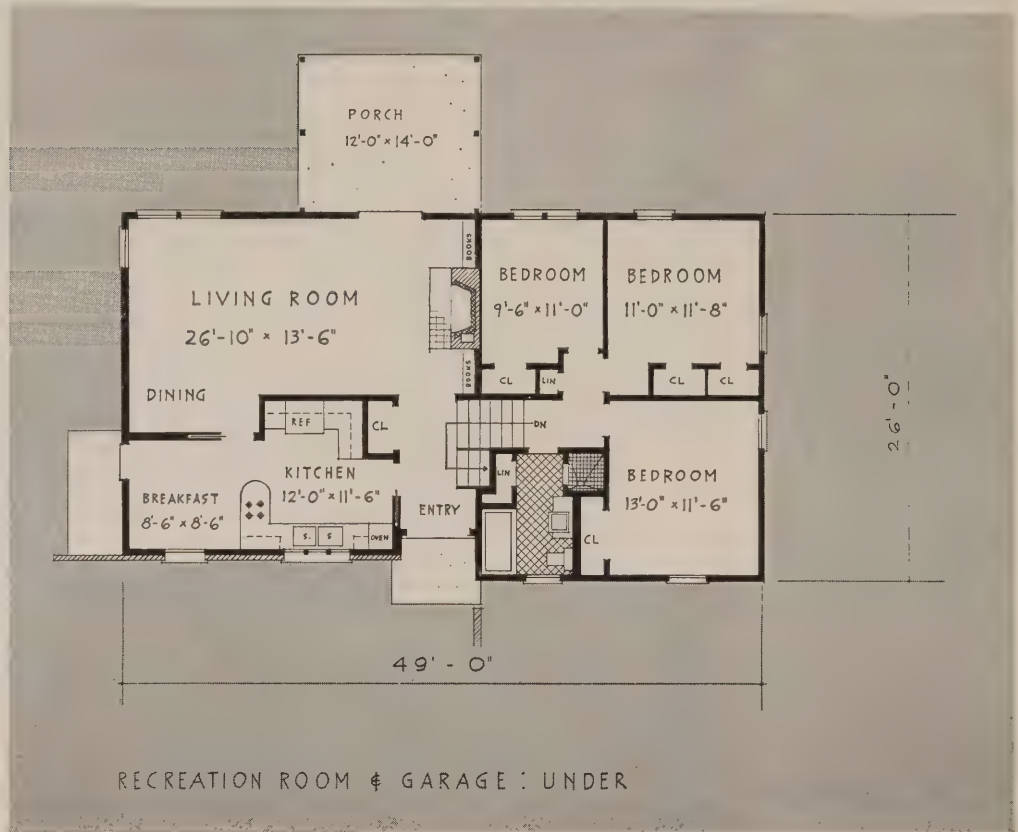 PORCH
12'-0" × 14'-0"
BOOKS
LIVING ROOM
26'-10" × 13'-6"
BEDROOM
9'-6" × 11'-0"
BEDROOM
11'-0" × 11'-8"
BOOKS
CL
LIN
CL
CL
DINING
REF
CL
DN
26'-0"
KITCHEN
12'-0" × 11'-6"
BREAKFAST
8'-6" × 8'-6"
LIN
ENTRY
BEDROOM
13'-0" × 11'-6"
S.
S
OVEN
CL
49'-0"
RECREATION ROOM & GARAGE : UNDER